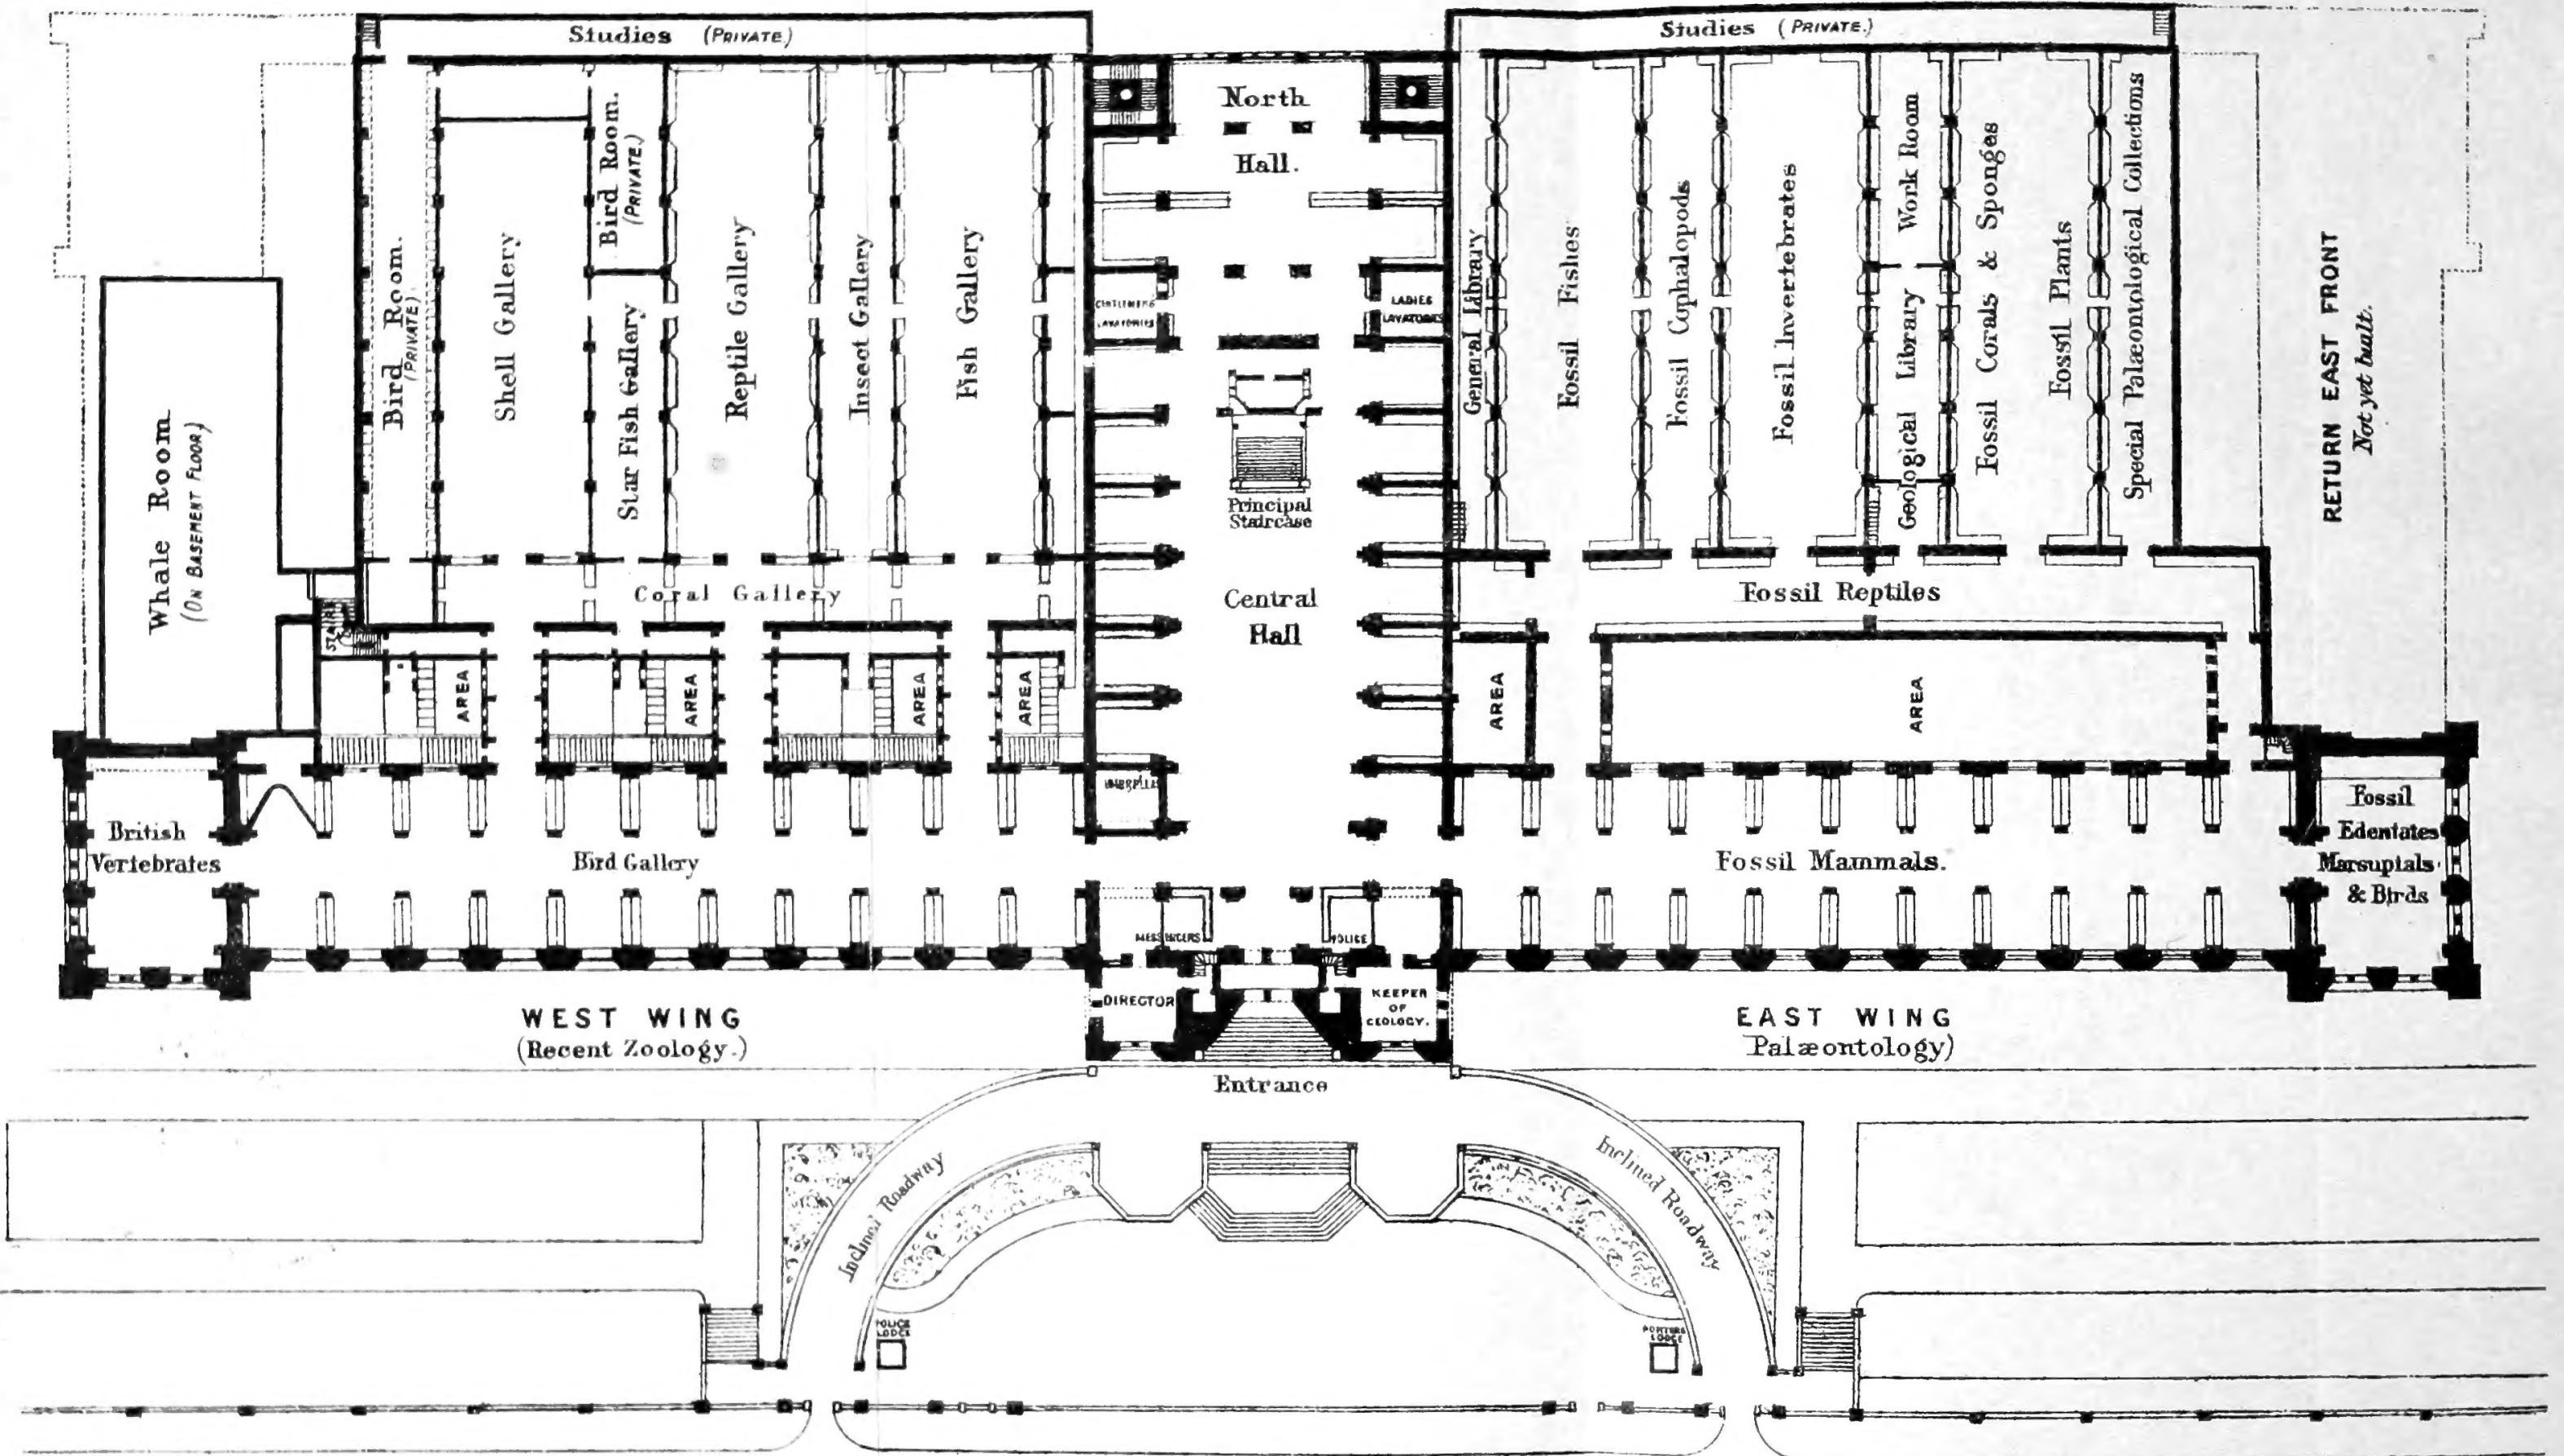 Studies (PRIVATE)
Studies (PRIVATE.)
North
Hall.
Whale Room
(ON BASEMENT FLOOR)
Bird Room.
(PRIVATE)
Shell Gallery
Bird Room.
(PRIVATE)
Star Fish Gallery
Reptile Gallery
Insect Gallery
Fish Gallery
GENTLEMENS
LAVATORIES
LADIES
LAVATORIES
General Library
Fossil Fishes
Fossil Cophalopods
Fossil Invertebrates
Work Room
Geological Library
Fossil Corals & Sponges
Fossil Plants
Special Palæontological Collections
RETURN EAST FRONT
Not yet built.
Principal
Staircase
STAIRS
Coral Gallery
Central
Hall
Fossil Reptiles
AREA
AREA
AREA
AREA
AREA
AREA
UMBRELLAS
British
Vertebrates
Bird Gallery
Fossil Mammals.
Fossil
Edentates
Marsupials
& Birds
MESSENGERS
POLICE
DIRECTOR
KEEPER
OF
GEOLOGY.
WEST WING
(Recent Zoology.)
EAST WING
Palæontology)
Entrance
Inclined Roadway
Inclined Roadway
POLICE
LODGE
PORTERS
LODGE